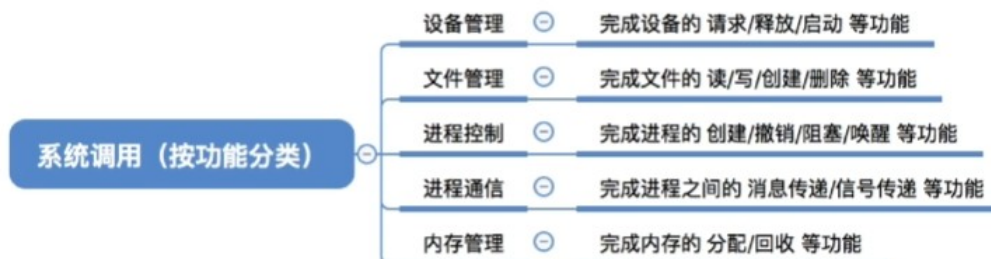 设备管理 完成设备的 请求/释放/启动 等功能
文件管理 完成文件的 读/写/创建/删除 等功能
进程控制 完成进程的 创建/撤销/阻塞/唤醒 等功能
系统调用（按功能分类）
进程通信 完成进程之间的 消息传递/信号传递 等功能
内存管理 完成内存的 分配/回收 等功能